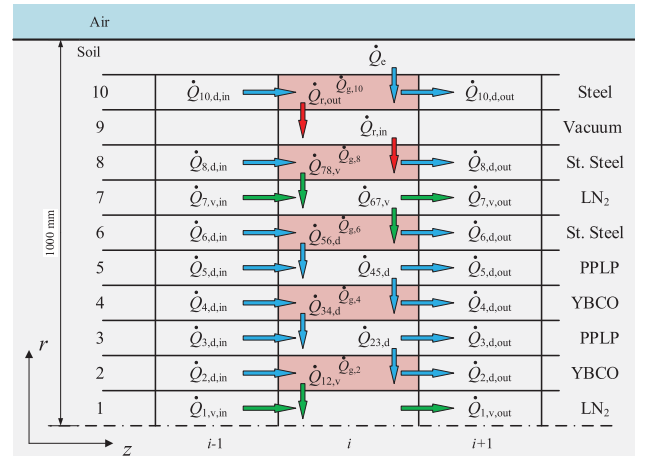 Air
Soil
Q̇e
10 Q̇10,d,in Q̇r,out Q̇g,10 Q̇10,d,out Steel
9 Q̇r,in Vacuum
8 Q̇8,d,in Q̇78,v Q̇g,8 Q̇8,d,out St. Steel
7 Q̇7,v,in Q̇67,v Q̇7,v,out LN2
6 Q̇6,d,in Q̇56,d Q̇g,6 Q̇6,d,out St. Steel
5 Q̇5,d,in Q̇45,d Q̇5,d,out PPLP
4 Q̇4,d,in Q̇34,d Q̇g,4 Q̇4,d,out YBCO
3 Q̇3,d,in Q̇23,d Q̇3,d,out PPLP
2 Q̇2,d,in Q̇12,v Q̇g,2 Q̇2,d,out YBCO
1 Q̇1,v,in Q̇1,v,out LN2
1000 mm
r
z
i-1 i i+1